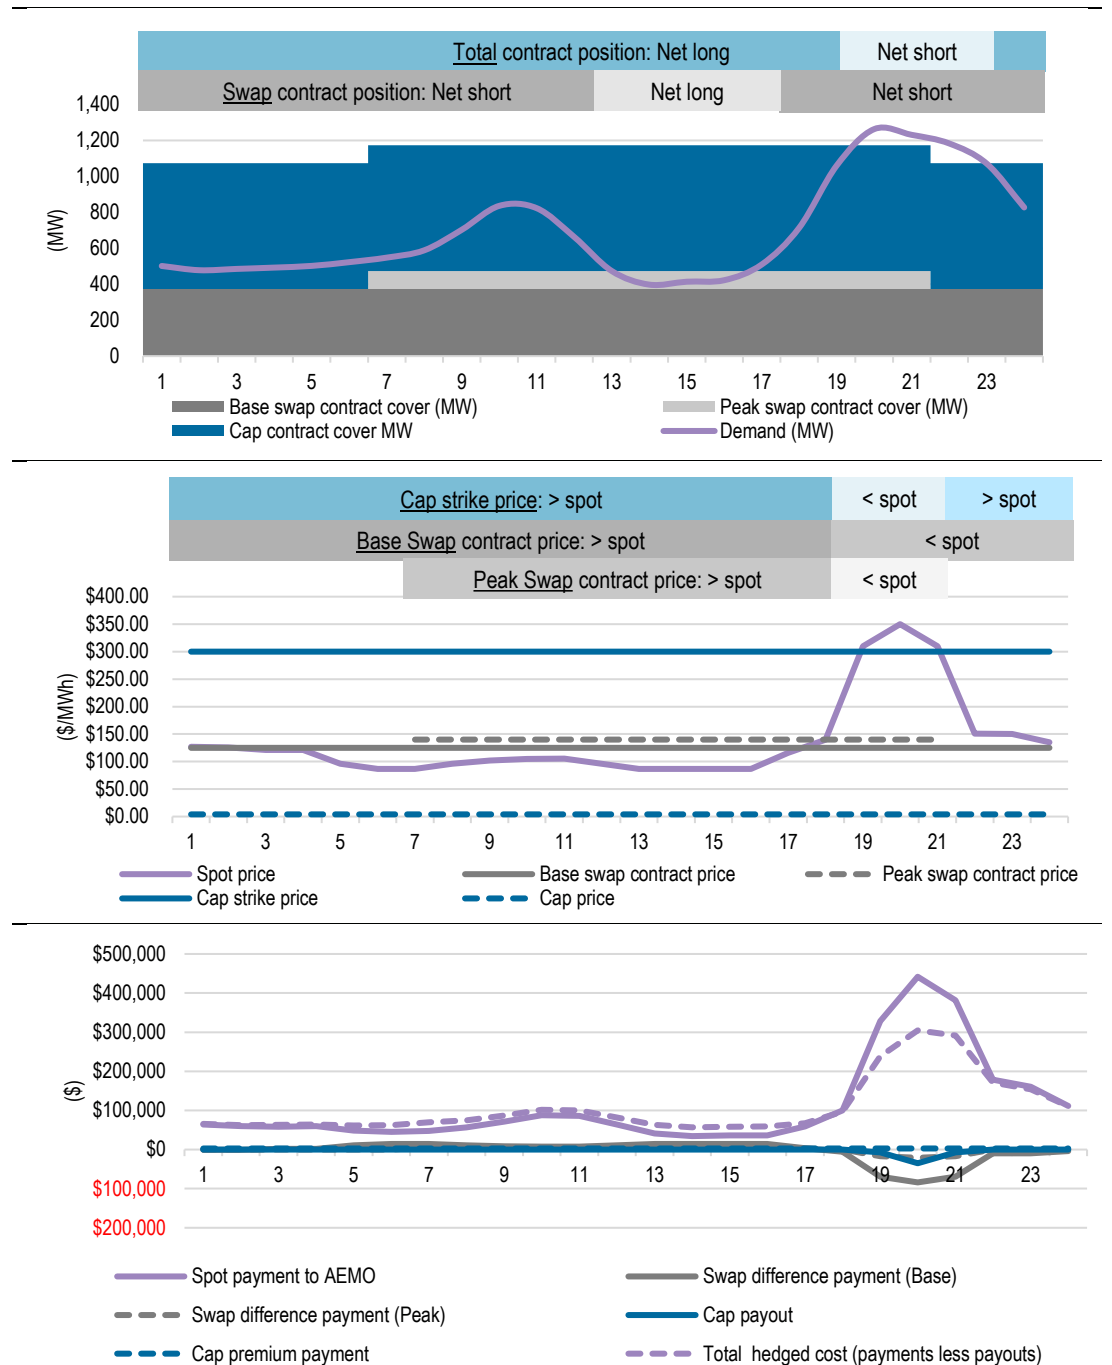 Total contract position: Net long Net short
Swap contract position: Net short Net long Net short
1,400
1,200
1,000
800
600
400
200
0
(MW)
1 3 5 7 9 11 13 15 17 19 21 23
Base swap contract cover (MW) Peak swap contract cover (MW)
Cap contract cover MW Demand (MW)
Cap strike price: > spot < spot > spot
Base Swap contract price: > spot < spot
Peak Swap contract price: > spot < spot
$400.00
$350.00
$300.00
$250.00
$200.00
$150.00
$100.00
$50.00
$0.00
($/MWh)
1 3 5 7 9 11 13 15 17 19 21 23
Spot price Base swap contract price Peak swap contract price
Cap strike price Cap price
$500,000
$400,000
$300,000
$200,000
$100,000
$0
$100,000
$200,000
($)
1 3 5 7 9 11 13 15 17 19 21 23
Spot payment to AEMO Swap difference payment (Base)
Swap difference payment (Peak) Cap payout
Cap premium payment Total hedged cost (payments less payouts)